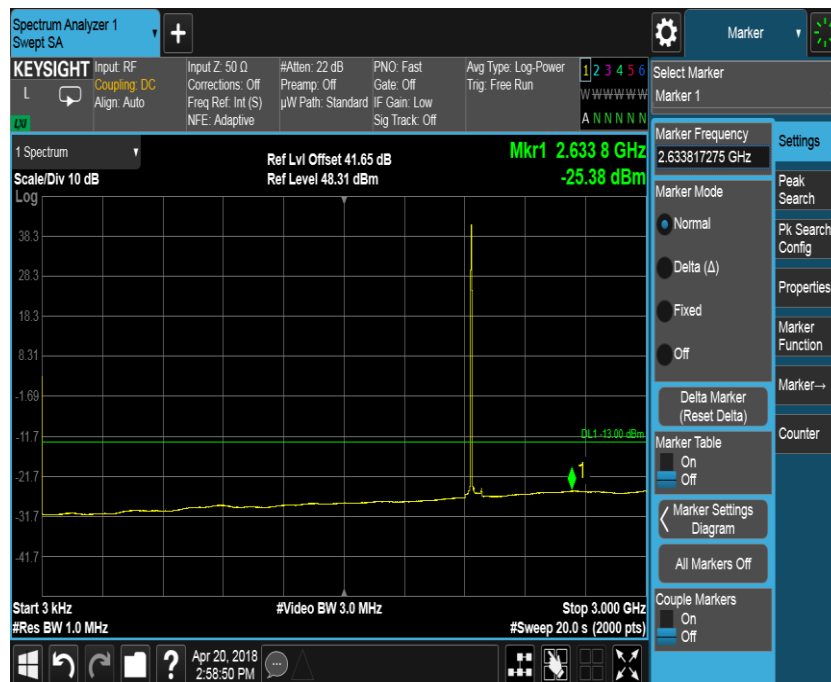 Spectrum Analyzer 1
Swept SA
Marker
KEYSIGHT
L
LXI
Input: RF
Coupling: DC
Align: Auto
Input Z: 50 Ω
Corrections: Off
Freq Ref: Int (S)
NFE: Adaptive
#Atten: 22 dB
Preamp: Off
µW Path: Standard
PNO: Fast
Gate: Off
IF Gain: Low
Sig Track: Off
Avg Type: Log-Power
Trig: Free Run
1 2 3 4 5 6
W W W W W W
A N N N N N
Select Marker
Marker 1
1 Spectrum
Scale/Div 10 dB
Log
Ref Lvl Offset 41.65 dB
Ref Level 48.31 dBm
Mkr1 2.633 8 GHz
-25.38 dBm
38.3
28.3
18.3
8.31
-1.69
-11.7
-21.7
-31.7
-41.7
DL1 -13.00 dBm
1
Start 3 kHz
#Res BW 1.0 MHz
#Video BW 3.0 MHz
Stop 3.000 GHz
#Sweep 20.0 s (2000 pts)
Marker Frequency
2.633817275 GHz
Marker Mode
Normal
Delta (Δ)
Fixed
Off
Delta Marker
(Reset Delta)
Marker Table
On
Off
Marker Settings
Diagram
All Markers Off
Couple Markers
On
Off
Settings
Peak
Search
Pk Search
Config
Properties
Marker
Function
Marker→
Counter
?
Apr 20, 2018
2:58:50 PM